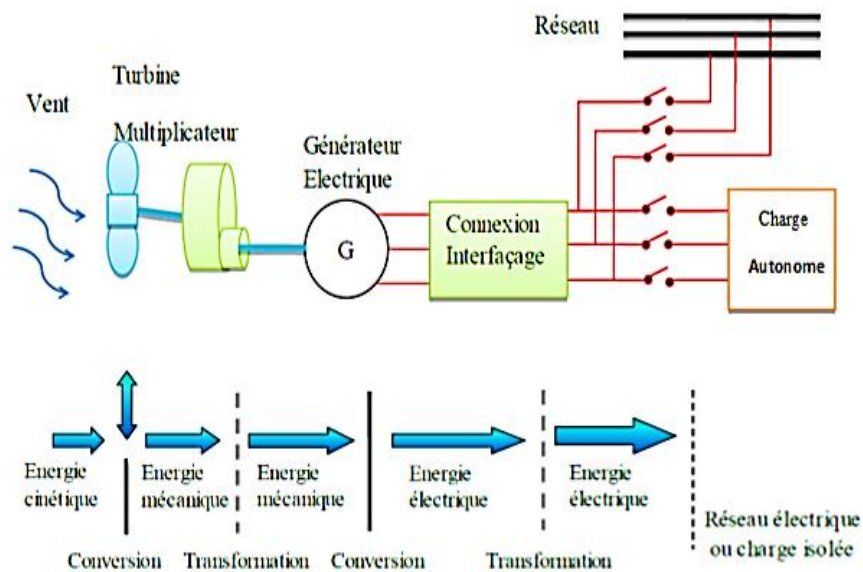 Réseau
Turbine
Vent
Multiplicateur
Générateur
Electrique
G
Connexion
Interfaçage
Charge
Autonome
Energie
cinétique
Energie
mécanique
Energie
mécanique
Energie
électrique
Energie
électrique
Réseau électrique
ou charge isolée
Conversion
Transformation
Conversion
Transformation